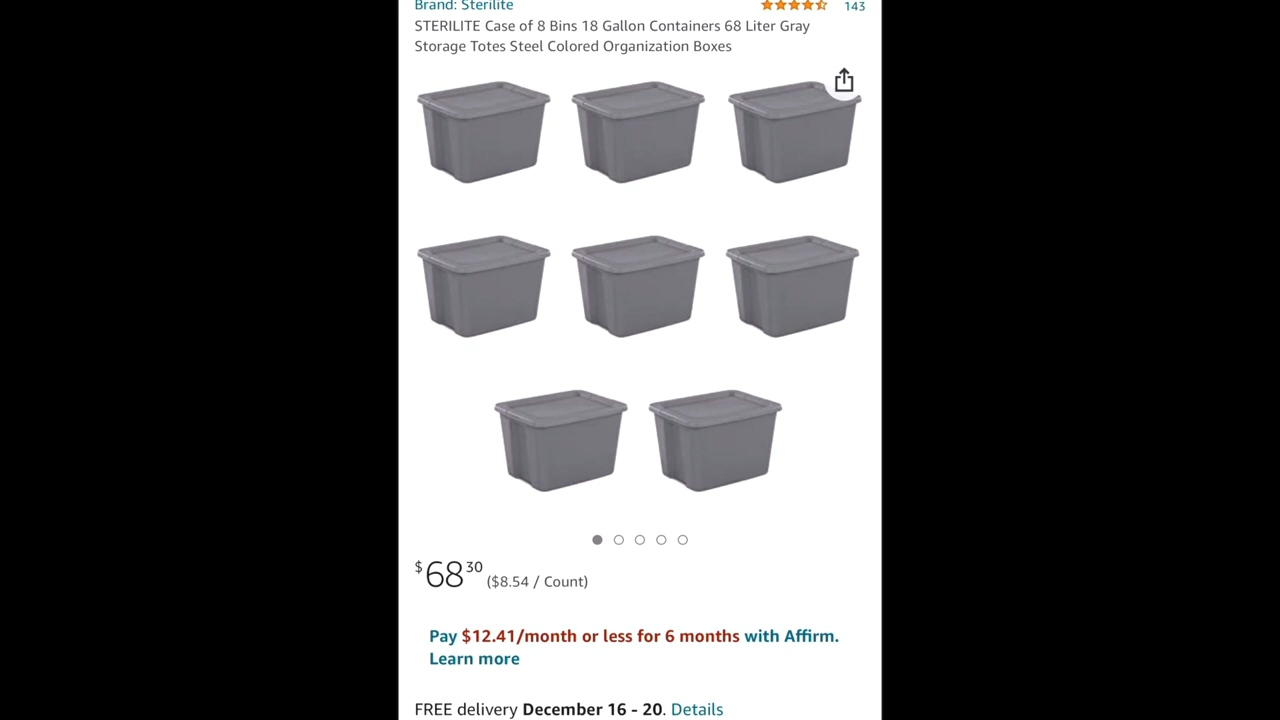 Brand: Sterilite
143
STERILITE Case of 8 Bins 18 Gallon Containers 68 Liter Gray
Storage Totes Steel Colored Organization Boxes
$68 30 ($8.54 / Count)
Pay $12.41/month or less for 6 months with Affirm.
Learn more
FREE delivery December 16 - 20. Details